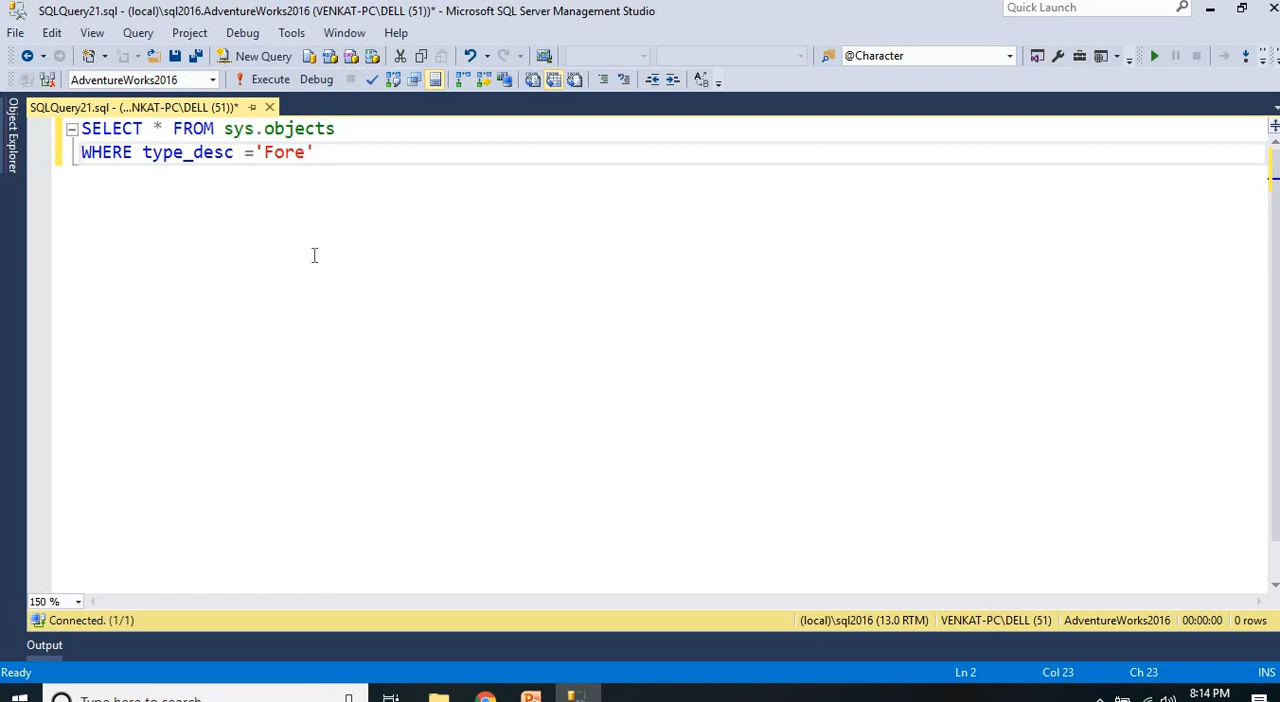 SQLQuery21.sql - (local)\sql2016.AdventureWorks2016 (VENKAT-PC\DELL (51))* - Microsoft SQL Server Management Studio
Quick Launch
File Edit View Query Project Debug Tools Window Help
New Query
@Character
AdventureWorks2016
Execute Debug
SQLQuery21.sql - (...NKAT-PC\DELL (51))*
Object Explorer
SELECT * FROM sys.objects
WHERE type_desc ='Fore'
150 %
Connected. (1/1)
(local)\sql2016 (13.0 RTM) VENKAT-PC\DELL (51) AdventureWorks2016 00:00:00 0 rows
Output
Ready Ln 2 Col 23 Ch 23 INS
Type here to search
8:14 PM